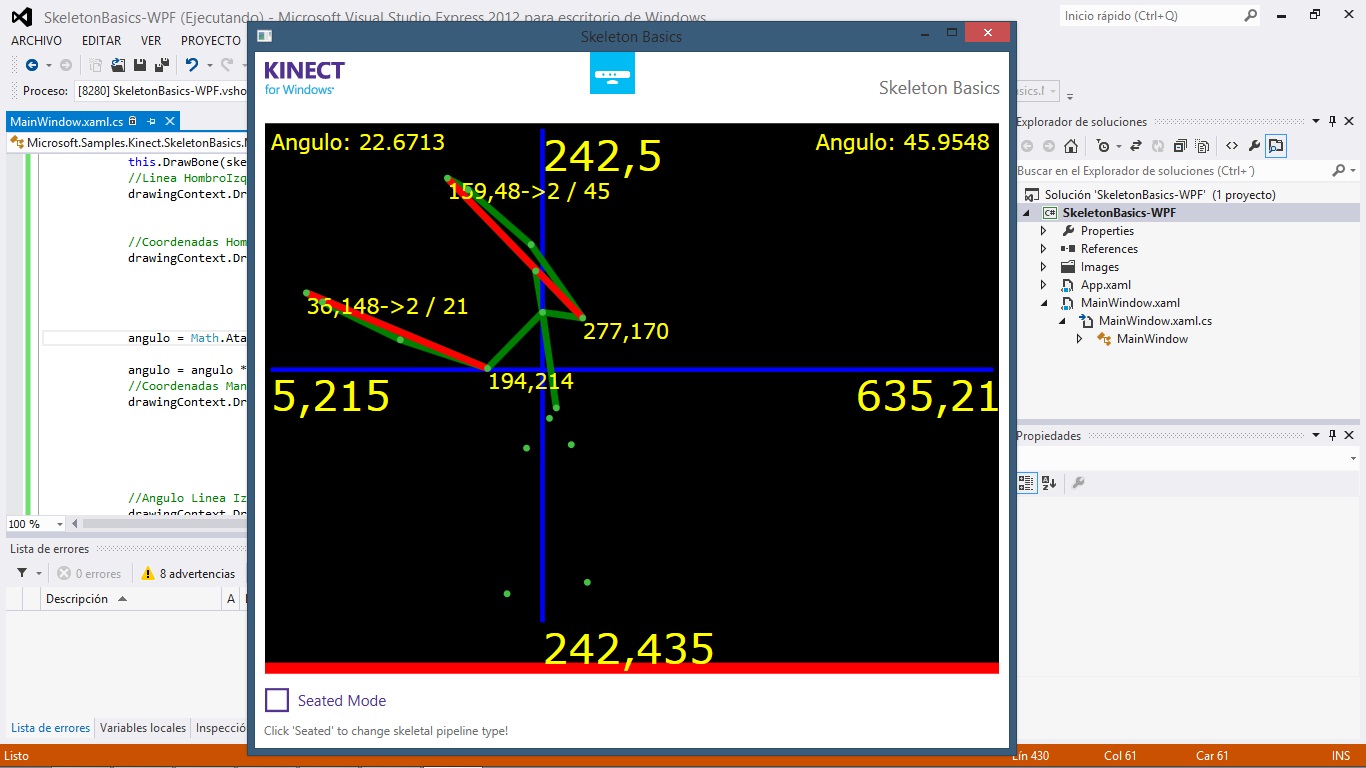 SkeletonBasics-WPF (Ejecutando) - Microsoft Visual Studio Express 2012 para escritorio de Windows
Inicio rápido (Ctrl+Q)
ARCHIVO EDITAR VER PROYECTO
Proceso: [8280] SkeletonBasics-WPF.vsho
MainWindow.xaml.cs
Microsoft.Samples.Kinect.SkeletonBasics.
this.DrawBone(ske
//Linea HombroIzq
drawingContext.Dr
//Coordenadas Hom
drawingContext.Dr
angulo = Math.Ata
angulo = angulo *
//Coordenadas Man
drawingContext.Dr
//Angulo Linea Iz
drawingContext.Dr
100 %
Lista de errores
0 errores
8 advertencias
Descripción
A
Lista de errores Variables locales Inspecció
Skeleton Basics
KINECT
for Windows
Skeleton Basics
Angulo: 22.6713
242,5
Angulo: 45.9548
159,48->2 / 45
36,148->2 / 21
277,170
194,214
5,215
635,21
242,435
Seated Mode
Click 'Seated' to change skeletal pipeline type!
Explorador de soluciones
Buscar en el Explorador de soluciones (Ctrl+´)
Solución 'SkeletonBasics-WPF' (1 proyecto)
C# SkeletonBasics-WPF
Properties
References
Images
App.xaml
MainWindow.xaml
MainWindow.xaml.cs
MainWindow
Propiedades
Listo
Lín 430
Col 61
Car 61
INS